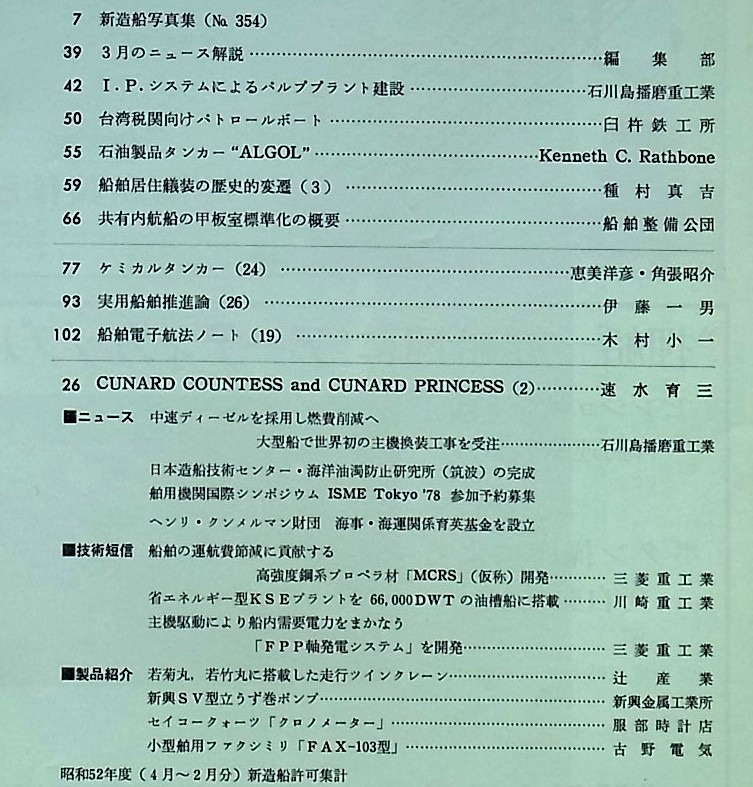 7 新造船写真集（№ 354）
39 3月のニュース解説……編集部
42 I.P.システムによるパルププラント建設……石川島播磨重工業
50 台湾税関向けパトロールボート……臼杵鉄工所
55 石油製品タンカー“ALGOL”……Kenneth C. Rathbone
59 船舶居住艤装の歴史的変遷（3）……種村真吉
66 共有内航船の甲板室標準化の概要……船舶整備公団
77 ケミカルタンカー（24）……恵美洋彦・角張昭介
93 実用船舶推進論（26）……伊藤一男
102 船舶電子航法ノート（19）……木村小一
26 CUNARD COUNTESS and CUNARD PRINCESS (2)……速水育三
■ニュース 中速ディーゼルを採用し燃費削減へ
大型船で世界初の主機換装工事を受注……石川島播磨重工業
日本造船技術センター・海洋油濁防止研究所（筑波）の完成
舶用機関国際シンポジウム ISME Tokyo '78 参加予約募集
ヘンリ・クンメルマン財団 海事・海運関係育英基金を設立
■技術短信 船舶の運航費節減に貢献する
高強度鋼系プロペラ材「MCRS」（仮称）開発……三菱重工業
省エネルギー型KSEプラントを 66,000DWT の油槽船に搭載……川崎重工業
主機駆動により船内需要電力をまかなう
「FPP軸発電システム」を開発……三菱重工業
■製品紹介 若菊丸，若竹丸に搭載した走行ツインクレーン……辻産業
新興SV型立うず巻ポンプ……新興金属工業所
セイコークォーツ「クロノメーター」……服部時計店
小型舶用ファクシミリ「FAX-103型」……古野電気
昭和52年度（4月～2月分）新造船許可集計